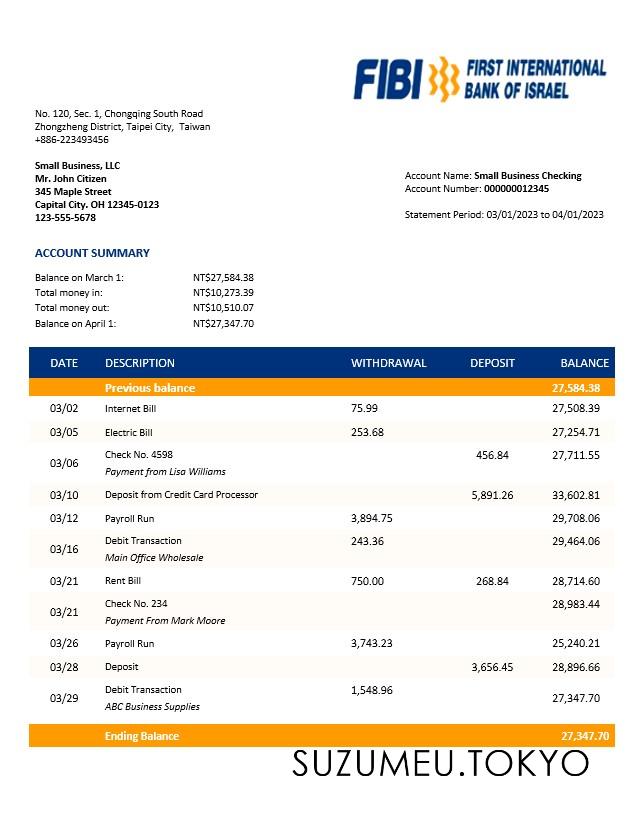 FIBI FIRST INTERNATIONAL
BANK OF ISRAEL
No. 120, Sec. 1, Chongqing South Road
Zhongzheng District, Taipei City, Taiwan
+886-223493456
Small Business, LLC
Mr. John Citizen
345 Maple Street
Capital City. OH 12345-0123
123-555-5678
Account Name: Small Business Checking
Account Number: 000000012345
Statement Period: 03/01/2023 to 04/01/2023
ACCOUNT SUMMARY
Balance on March 1: NT$27,584.38
Total money in: NT$10,273.39
Total money out: NT$10,510.07
Balance on April 1: NT$27,347.70
DATE DESCRIPTION WITHDRAWAL DEPOSIT BALANCE
Previous balance 27,584.38
03/02 Internet Bill 75.99 27,508.39
03/05 Electric Bill 253.68 27,254.71
03/06 Check No. 4598 456.84 27,711.55
Payment from Lisa Williams
03/10 Deposit from Credit Card Processor 5,891.26 33,602.81
03/12 Payroll Run 3,894.75 29,708.06
03/16 Debit Transaction 243.36 29,464.06
Main Office Wholesale
03/21 Rent Bill 750.00 268.84 28,714.60
03/21 Check No. 234 28,983.44
Payment From Mark Moore
03/26 Payroll Run 3,743.23 25,240.21
03/28 Deposit 3,656.45 28,896.66
03/29 Debit Transaction 1,548.96 27,347.70
ABC Business Supplies
Ending Balance 27,347.70
SUZUMEU.TOKYO